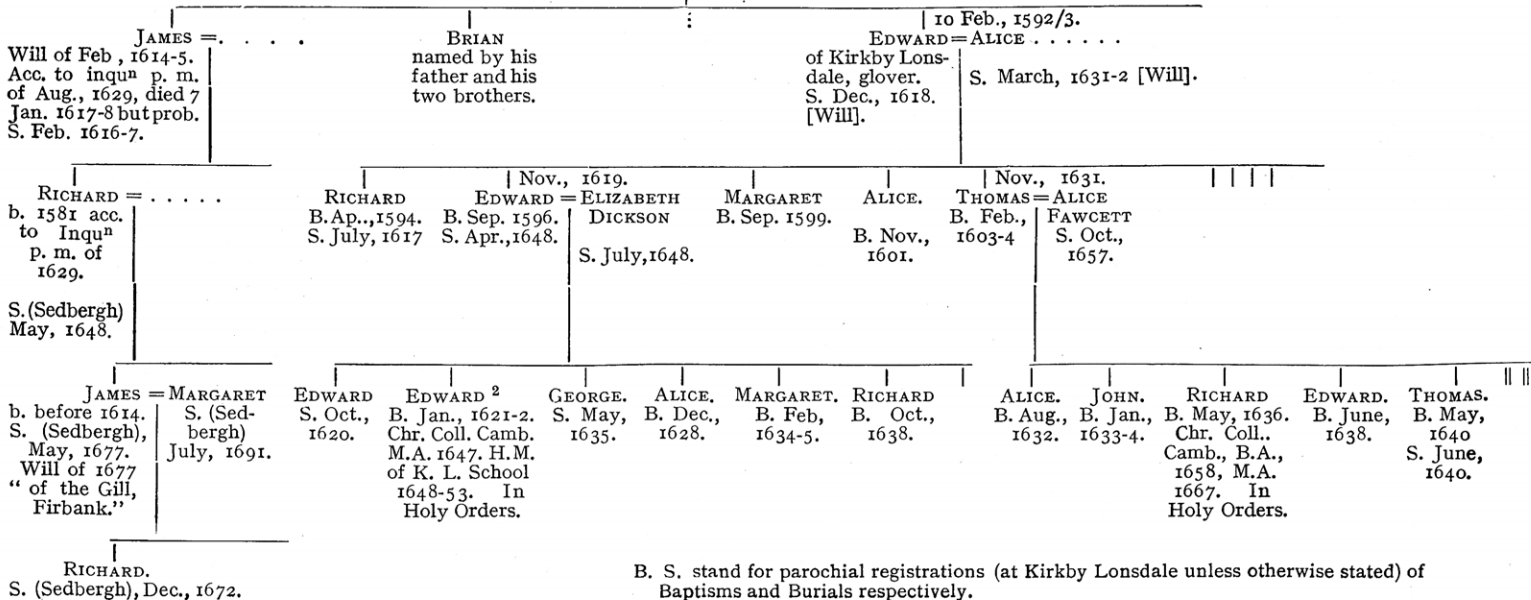 10 Feb., 1592/3.
JAMES = . . . .
Will of Feb , 1614-5.
Acc. to inquⁿ p. m.
of Aug., 1629, died 7
Jan. 1617-8 but prob.
S. Feb. 1616-7.
BRIAN
named by his
father and his
two brothers.
EDWARD = ALICE . . . . . .
of Kirkby Lons-
dale, glover.
S. Dec., 1618.
[Will].
S. March, 1631-2 [Will].
RICHARD = . . . . .
b. 1581 acc.
to Inquⁿ
p. m. of
1629.
S. (Sedbergh)
May, 1648.
RICHARD
B. Ap.., 1594.
S. July, 1617
Nov., 1619.
EDWARD = ELIZABETH
DICKSON
B. Sep. 1596.
S. Apr., 1648.
S. July, 1648.
MARGARET
B. Sep. 1599.
ALICE.
B. Nov.,
1601.
Nov., 1631.
THOMAS = ALICE
FAWCETT
B. Feb.,
1603-4
S. Oct.,
1657.
JAMES = MARGARET
b. before 1614.
S. (Sedbergh),
May, 1677.
Will of 1677
" of the Gill,
Firbank."
S. (Sed-
bergh)
July, 1691.
EDWARD
S. Oct.,
1620.
EDWARD ²
B. Jan., 1621-2.
Chr. Coll. Camb.
M.A. 1647. H.M.
of K. L. School
1648-53. In
Holy Orders.
GEORGE.
S. May,
1635.
ALICE.
B. Dec.,
1628.
MARGARET.
B. Feb,
1634-5.
RICHARD
B. Oct.,
1638.
ALICE.
B. Aug.,
1632.
JOHN.
B. Jan.,
1633-4.
RICHARD
B. May, 1636.
Chr. Coll..
Camb., B.A.,
1658, M.A.
1667. In
Holy Orders.
EDWARD.
B. June,
1638.
THOMAS.
B. May,
1640
S. June,
1640.
RICHARD.
S. (Sedbergh), Dec., 1672.
B. S. stand for parochial registrations (at Kirkby Lonsdale unless otherwise stated) of
Baptisms and Burials respectively.